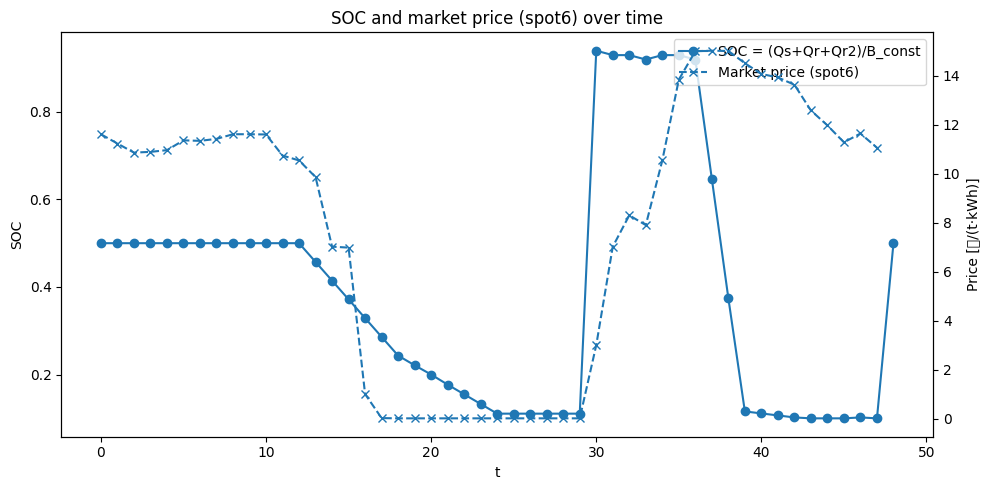 SOC and market price (spot6) over time
SOC = (Qs+Qr+Qr2)/B_const
Market price (spot6)
SOC
0.8
0.6
0.4
0.2
14
12
10
8
6
4
2
0
Price [▯/(t·kWh)]
0 10 20 30 40 50
t